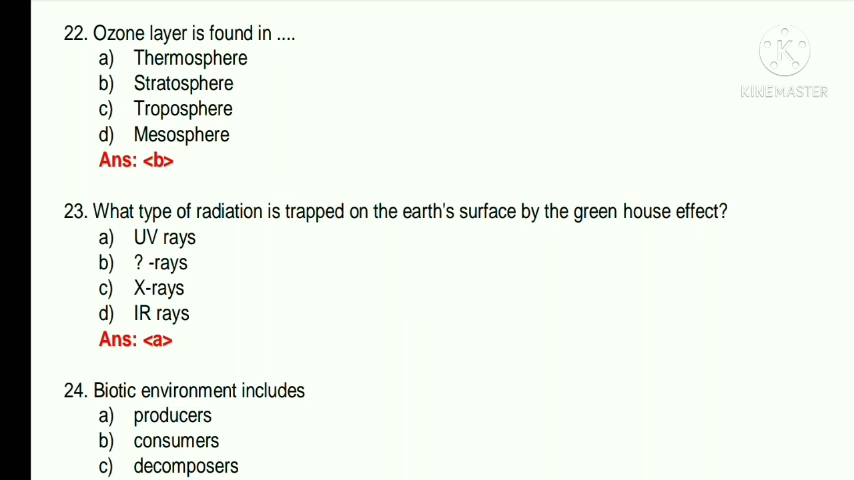 22. Ozone layer is found in ....
a) Thermosphere
b) Stratosphere
c) Troposphere
d) Mesosphere
Ans: <b>
K
KINEMASTER
23. What type of radiation is trapped on the earth's surface by the green house effect?
a) UV rays
b) ? -rays
c) X-rays
d) IR rays
Ans: <a>
24. Biotic environment includes
a) producers
b) consumers
c) decomposers